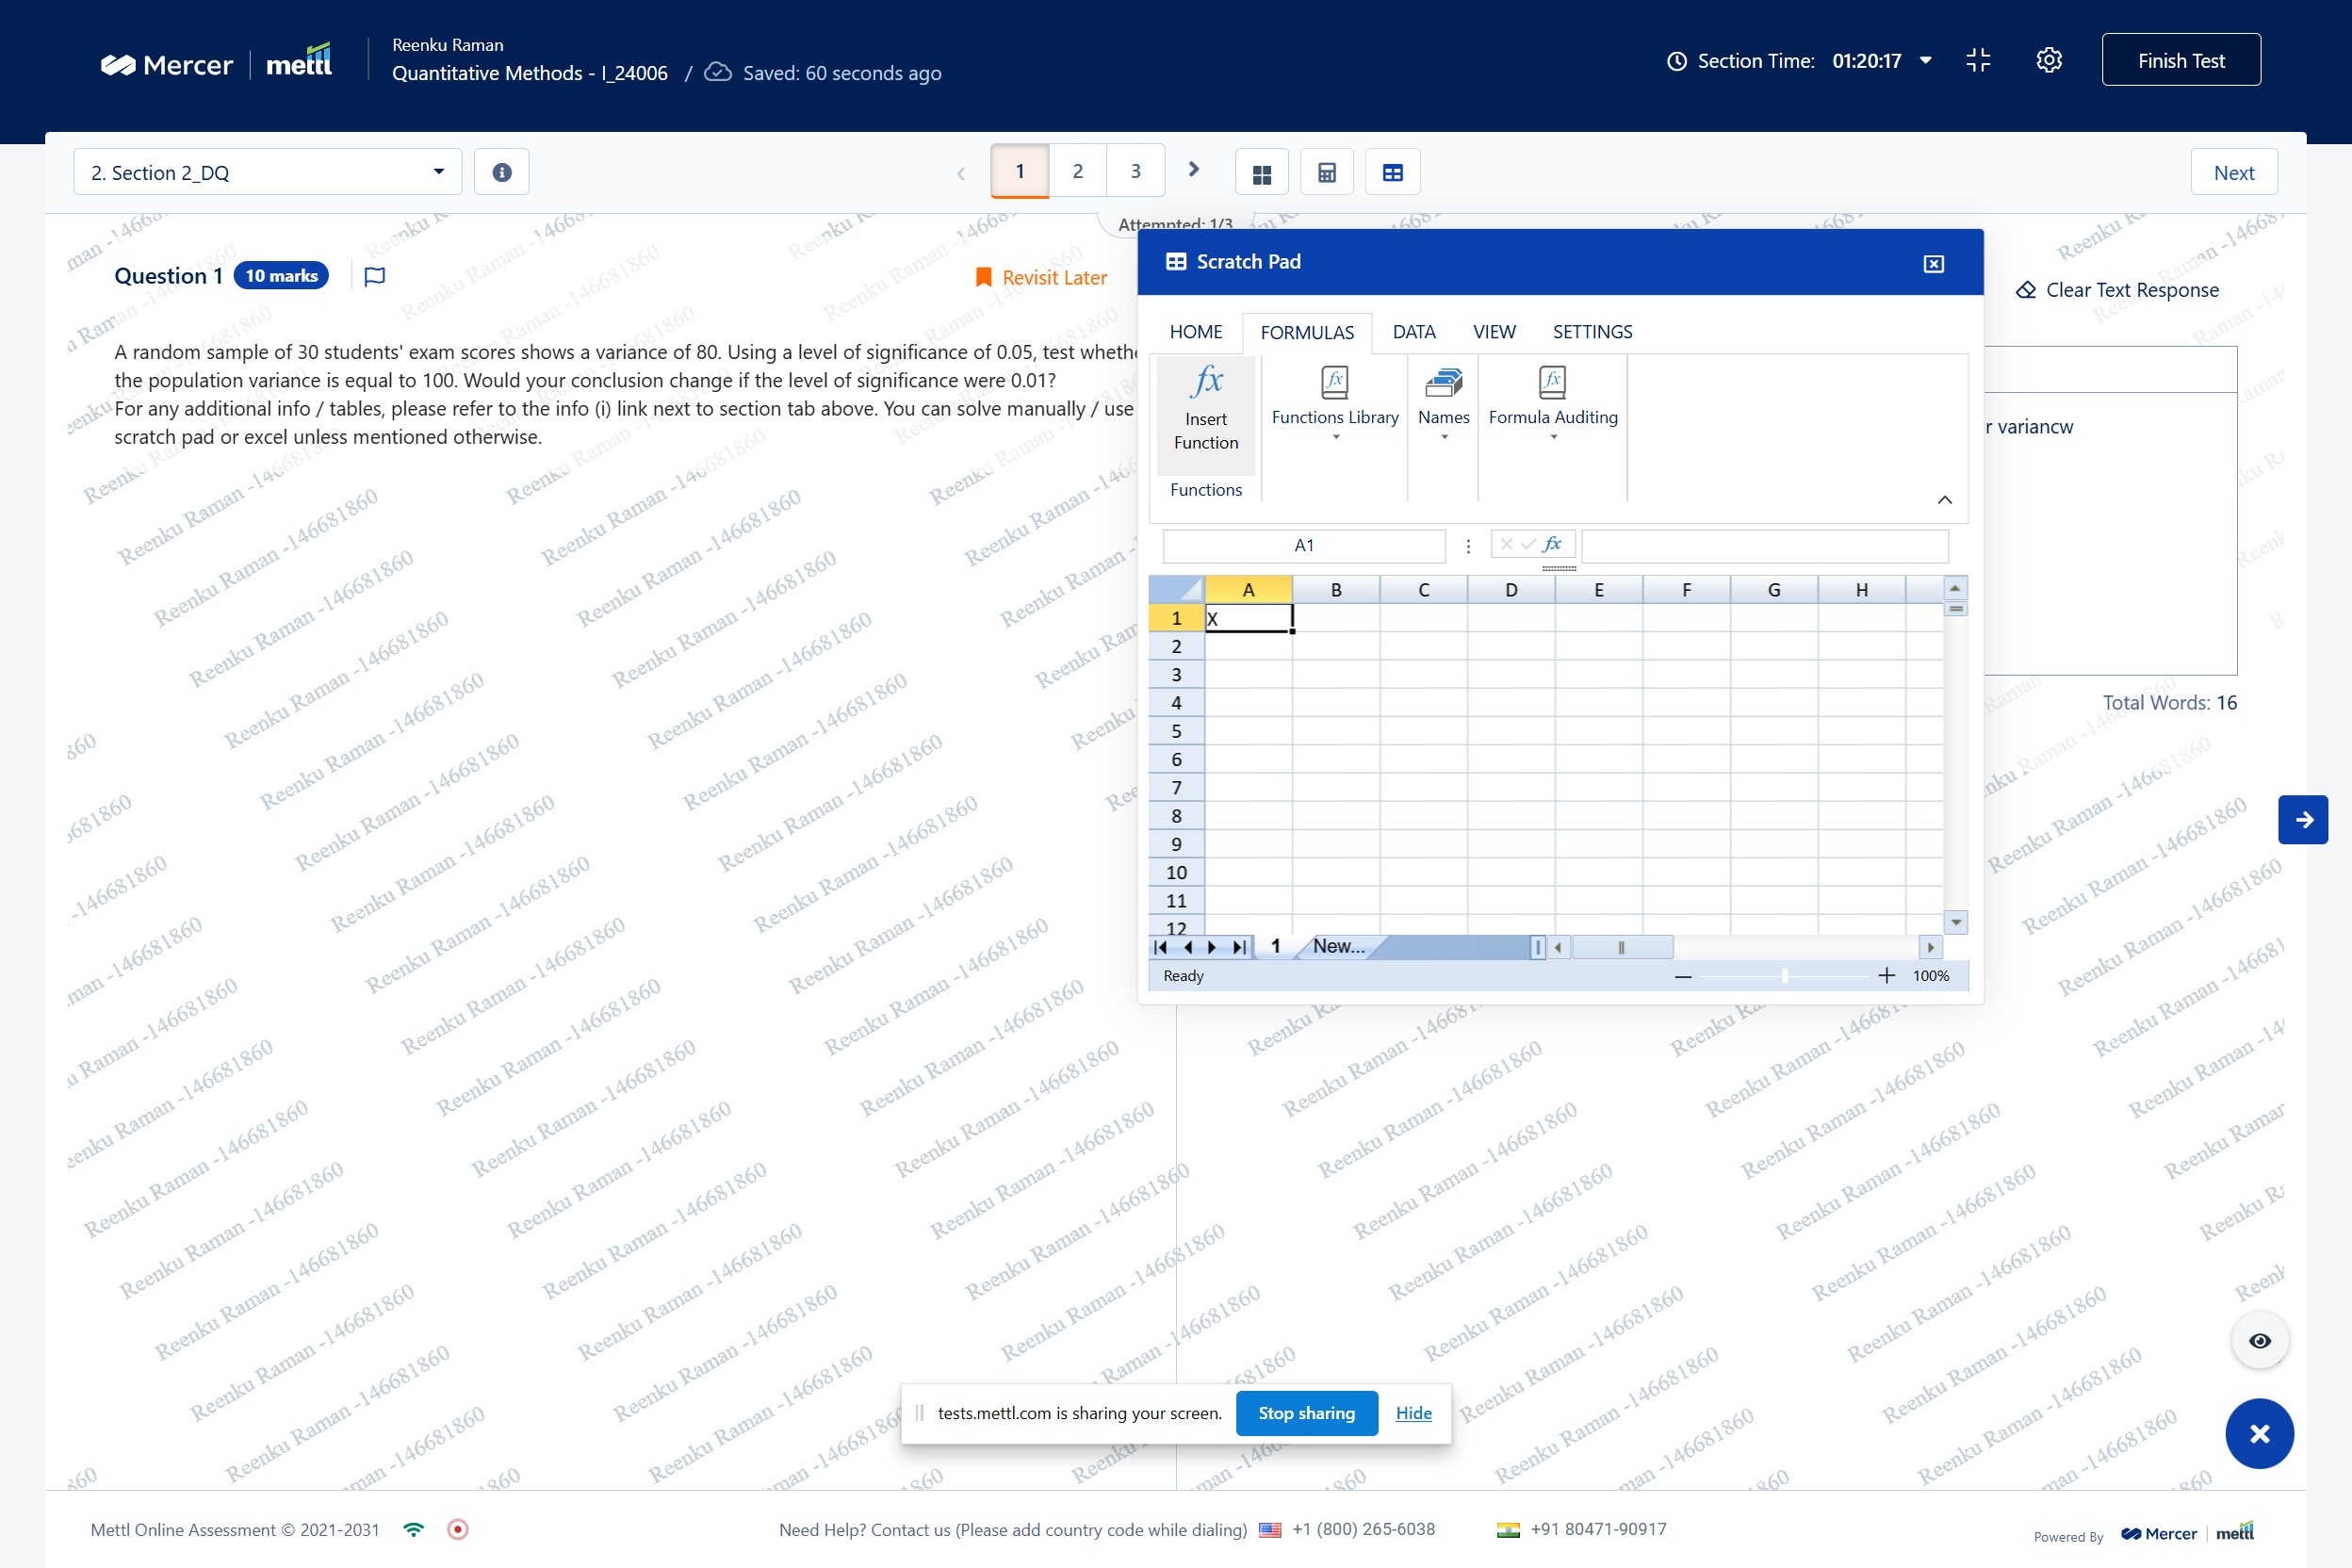 Mercer mettl
Reenku Raman
Quantitative Methods - I_24006 / Saved: 60 seconds ago
Section Time: 01:20:17
Finish Test
2. Section 2_DQ
1 2 3
Next
Attempted: 1/3
Question 1 10 marks
Revisit Later
Clear Text Response
A random sample of 30 students' exam scores shows a variance of 80. Using a level of significance of 0.05, test
the population variance is equal to 100. Would your conclusion change if the level of significance were 0.01?
For any additional info / tables, please refer to the info (i) link next to section tab above. You can solve manually / use
scratch pad or excel unless mentioned otherwise.
Scratch Pad
HOME FORMULAS DATA VIEW SETTINGS
fx fx fx
Insert Function
Functions Library Names Formula Auditing
Functions
A1 fx
A B C D E F G H
1 X
2
3
4
5
6
7
8
9
10
11
12
1 New...
Ready 100%
variancw
Total Words: 16
Reenku Raman -146681860
tests.mettl.com is sharing your screen. Stop sharing Hide
Mettl Online Assessment © 2021-2031
Need Help? Contact us (Please add country code while dialing) +1 (800) 265-6038 +91 80471-90917
Powered By Mercer mettl